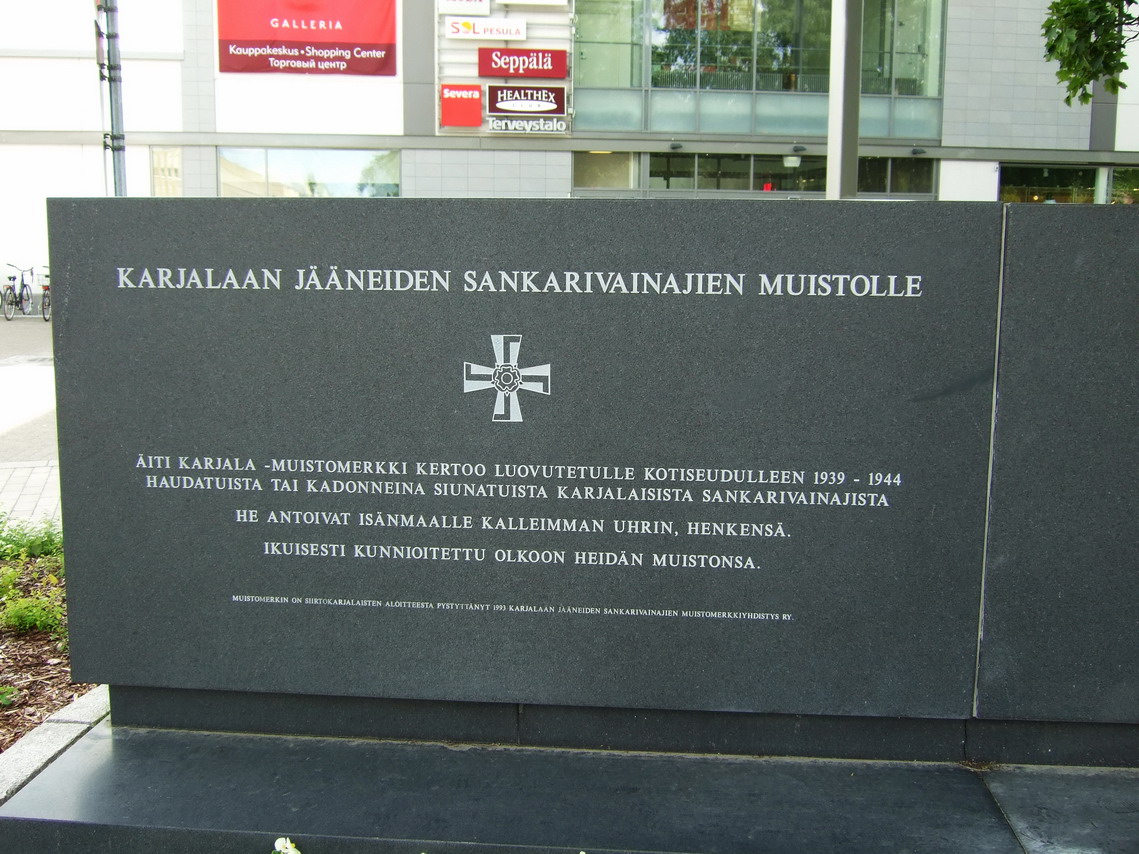 GALLERIA
Kauppakeskus • Shopping Center
Торговый центр
SOL PESULA
Seppälä
Severa
HEALTHEX
CLUB
Terveystalo
KARJALAAN JÄÄNEIDEN SANKARIVAINAJIEN MUISTOLLE
ÄITI KARJALA -MUISTOMERKKI KERTOO LUOVUTETULLE KOTISEUDULLEEN 1939 - 1944
HAUDATUISTA TAI KADONNEINA SIUNATUISTA KARJALAISISTA SANKARIVAINAJISTA
HE ANTOIVAT ISÄNMAALLE KALLEIMMAN UHRIN, HENKENSÄ.
IKUISESTI KUNNIOITETTU OLKOON HEIDÄN MUISTONSA.
MUISTOMERKIN ON SIIRTOKARJALAISTEN ALOITTEESTA PYSTYTTÄNYT 1993 KARJALAAN JÄÄNEIDEN SANKARIVAINAJIEN MUISTOMERKKIYHDISTYS RY.